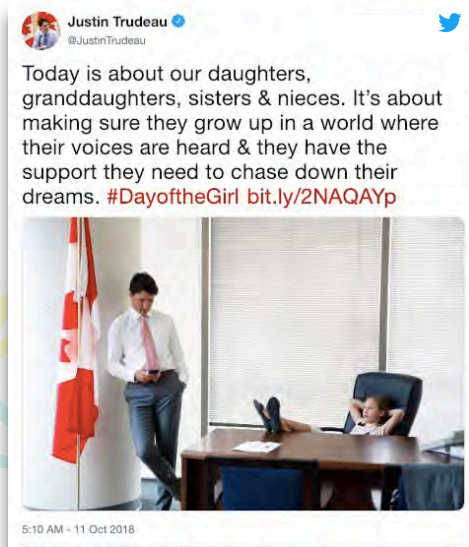 Justin Trudeau
@JustinTrudeau
Today is about our daughters,
granddaughters, sisters & nieces. It's about
making sure they grow up in a world where
their voices are heard & they have the
support they need to chase down their
dreams. #DayoftheGirl bit.ly/2NAQAYp
5:10 AM - 11 Oct 2018